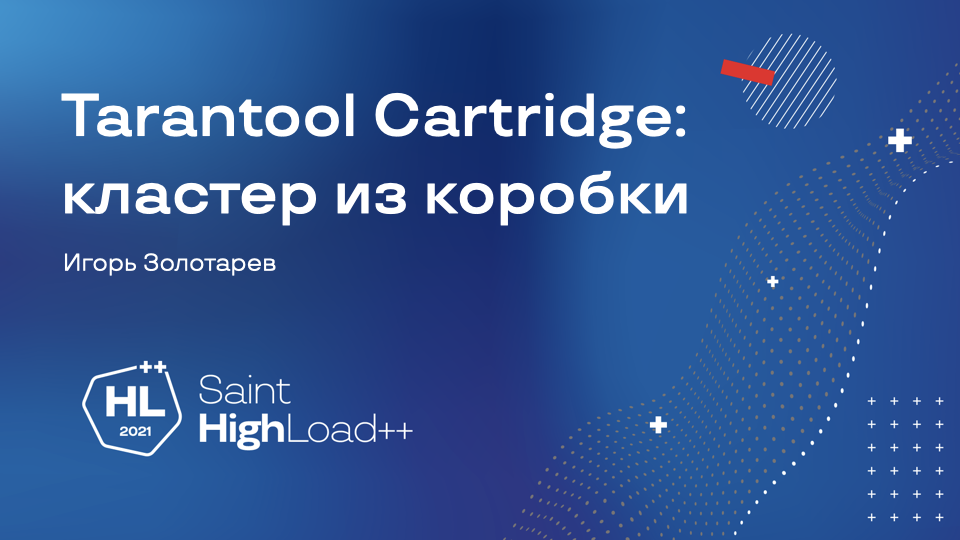 Tarantool Cartridge:
кластер из коробки
Игорь Золотарев
++
HL
2021
Saint
HighLoad++